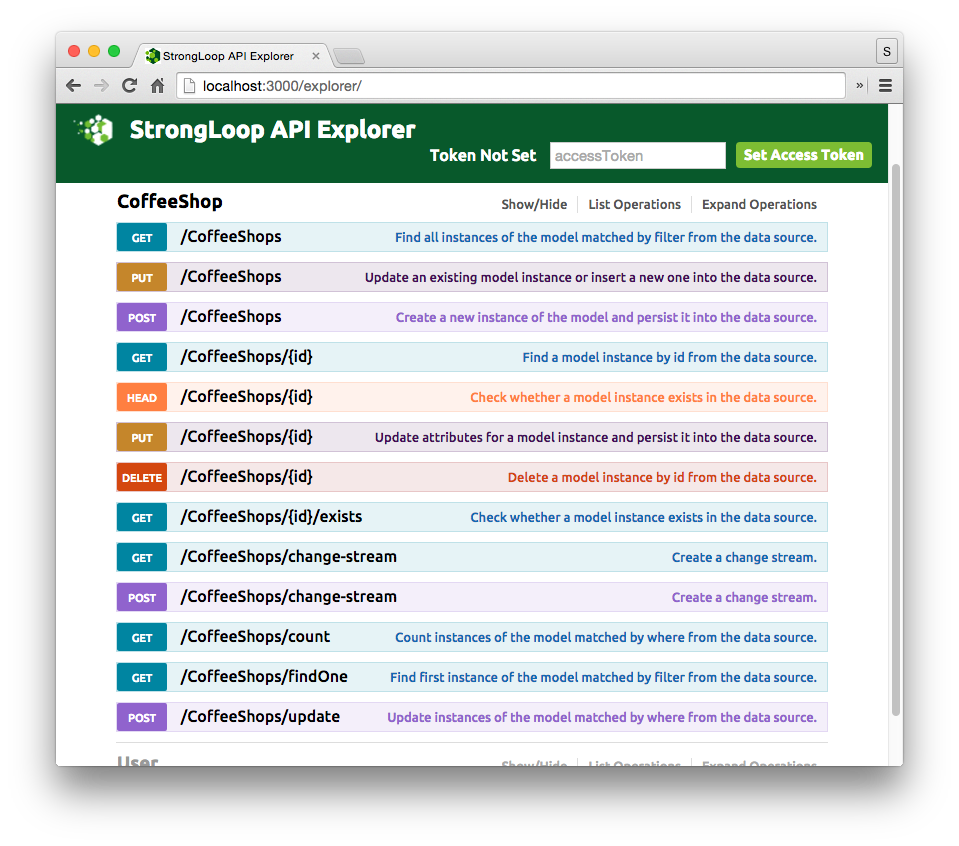 StrongLoop API Explorer
S
localhost:3000/explorer/
»
StrongLoop API Explorer
Token Not Set accessToken Set Access Token
CoffeeShop Show/Hide List Operations Expand Operations
GET /CoffeeShops Find all instances of the model matched by filter from the data source.
PUT /CoffeeShops Update an existing model instance or insert a new one into the data source.
POST /CoffeeShops Create a new instance of the model and persist it into the data source.
GET /CoffeeShops/{id} Find a model instance by id from the data source.
HEAD /CoffeeShops/{id} Check whether a model instance exists in the data source.
PUT /CoffeeShops/{id} Update attributes for a model instance and persist it into the data source.
DELETE /CoffeeShops/{id} Delete a model instance by id from the data source.
GET /CoffeeShops/{id}/exists Check whether a model instance exists in the data source.
GET /CoffeeShops/change-stream Create a change stream.
POST /CoffeeShops/change-stream Create a change stream.
GET /CoffeeShops/count Count instances of the model matched by where from the data source.
GET /CoffeeShops/findOne Find first instance of the model matched by filter from the data source.
POST /CoffeeShops/update Update instances of the model matched by where from the data source.
User Show/Hide List Operations Expand Operations